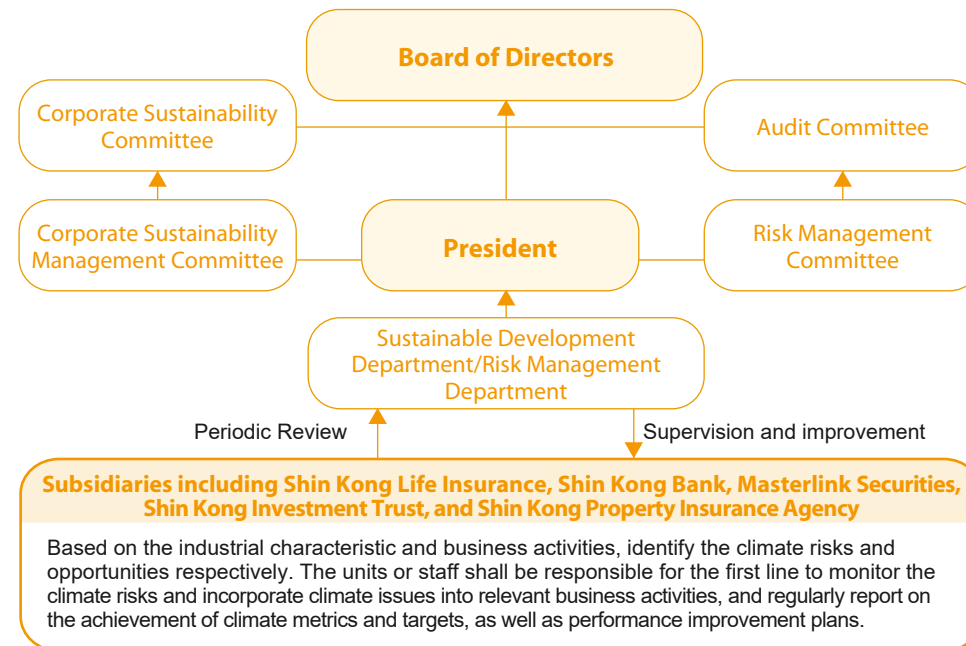 Board of Directors
Corporate Sustainability
Committee
Audit Committee
Corporate Sustainability
Management Committee
President
Risk Management
Committee
Sustainable Development
Department/Risk Management
Department
Periodic Review
Supervision and improvement
Subsidiaries including Shin Kong Life Insurance, Shin Kong Bank, Masterlink Securities,
Shin Kong Investment Trust, and Shin Kong Property Insurance Agency
Based on the industrial characteristic and business activities, identify the climate risks and
opportunities respectively. The units or staff shall be responsible for the first line to monitor the
climate risks and incorporate climate issues into relevant business activities, and regularly report on
the achievement of climate metrics and targets, as well as performance improvement plans.